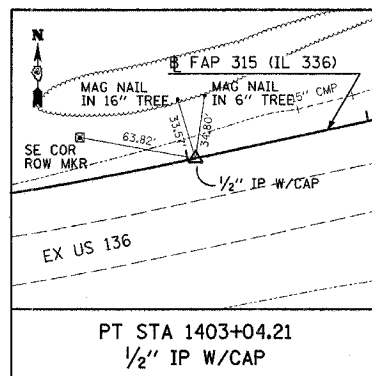 N
℄ FAP 315 (IL 336)
MAG NAIL
IN 16" TREE
MAG NAIL
IN 6" TREE
15" CMP
63.82'
33.57'
34.80'
SE COR
ROW MKR
1/2" IP W/CAP
EX US 136
PT STA 1403+04.21
1/2" IP W/CAP